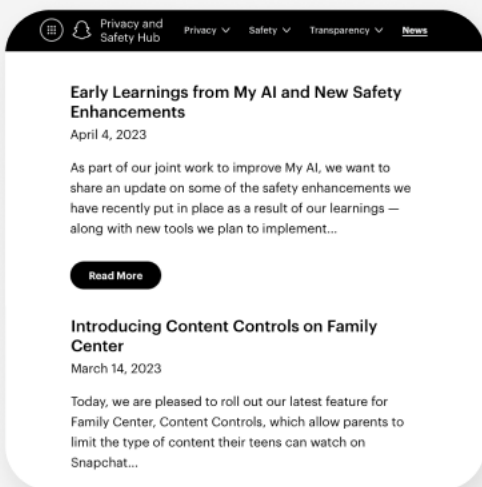 Privacy and
Safety Hub
Privacy Safety Transparency News
Early Learnings from My AI and New Safety
Enhancements
April 4, 2023
As part of our joint work to improve My AI, we want to
share an update on some of the safety enhancements we
have recently put in place as a result of our learnings —
along with new tools we plan to implement...
Read More
Introducing Content Controls on Family
Center
March 14, 2023
Today, we are pleased to roll out our latest feature for
Family Center, Content Controls, which allow parents to
limit the type of content their teens can watch on
Snapchat...